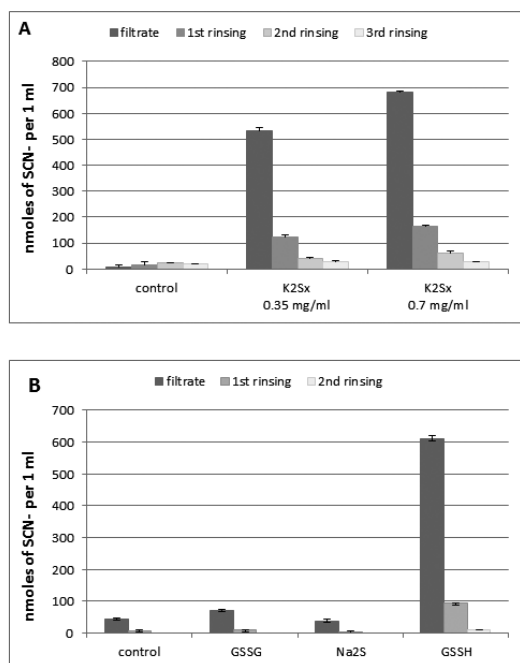 A
filtrate 1st rinsing 2nd rinsing 3rd rinsing
800
700
600
500
400
300
200
100
0
nmoles of SCN- per 1 ml
control K2Sx K2Sx
0.35 mg/ml 0.7 mg/ml
B
filtrate 1st rinsing 2nd rinsing
700
600
500
400
300
200
100
0
nmoles of SCN- per 1 ml
control GSSG Na2S GSSH